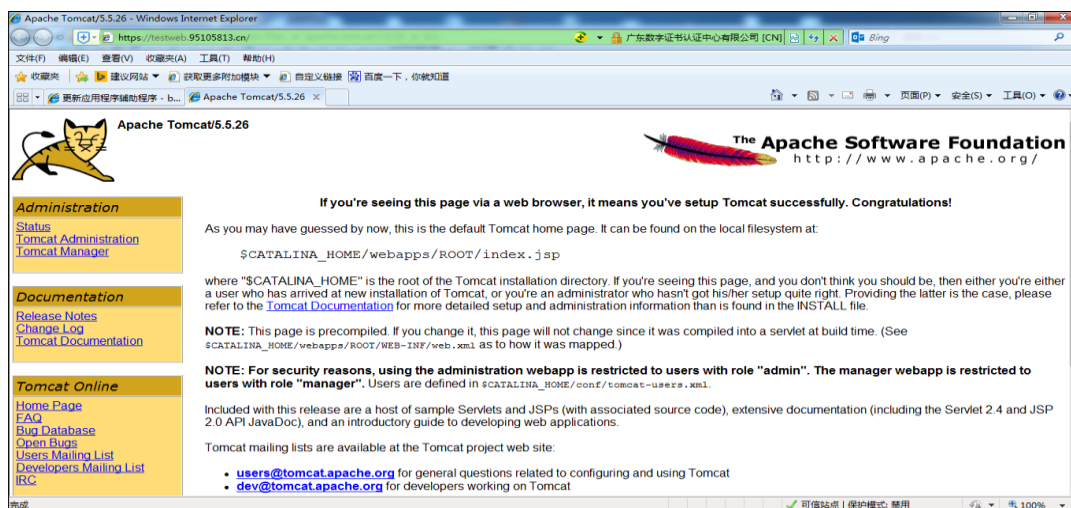 Apache Tomcat/5.5.26 - Windows Internet Explorer
https://testweb.95105813.cn/
广东数字证书认证中心有限公司 [CN]
Bing
文件(F) 编辑(E) 查看(V) 收藏夹(A) 工具(T) 帮助(H)
收藏夹 建议网站 获取更多附加模块 自定义链接 百度一下，你就知道
更新应用程序辅助程序 - b... Apache Tomcat/5.5.26 页面(P) 安全(S) 工具(O)
Apache Tomcat/5.5.26
The Apache Software Foundation
http://www.apache.org/
Administration
Status
Tomcat Administration
Tomcat Manager
Documentation
Release Notes
Change Log
Tomcat Documentation
Tomcat Online
Home Page
FAQ
Bug Database
Open Bugs
Users Mailing List
Developers Mailing List
IRC
If you're seeing this page via a web browser, it means you've setup Tomcat successfully. Congratulations!
As you may have guessed by now, this is the default Tomcat home page. It can be found on the local filesystem at:
$CATALINA_HOME/webapps/ROOT/index.jsp
where "$CATALINA_HOME" is the root of the Tomcat installation directory. If you're seeing this page, and you don't think you should be, then either you're either
a user who has arrived at new installation of Tomcat, or you're an administrator who hasn't got his/her setup quite right. Providing the latter is the case, please
refer to the Tomcat Documentation for more detailed setup and administration information than is found in the INSTALL file.
NOTE: This page is precompiled. If you change it, this page will not change since it was compiled into a servlet at build time. (See
$CATALINA_HOME/webapps/ROOT/WEB-INF/web.xml as to how it was mapped.)
NOTE: For security reasons, using the administration webapp is restricted to users with role "admin". The manager webapp is restricted to
users with role "manager". Users are defined in $CATALINA_HOME/conf/tomcat-users.xml.
Included with this release are a host of sample Servlets and JSPs (with associated source code), extensive documentation (including the Servlet 2.4 and JSP
2.0 API JavaDoc), and an introductory guide to developing web applications.
Tomcat mailing lists are available at the Tomcat project web site:
• users@tomcat.apache.org for general questions related to configuring and using Tomcat
• dev@tomcat.apache.org for developers working on Tomcat
完成 可信站点 | 保护模式: 禁用 100%